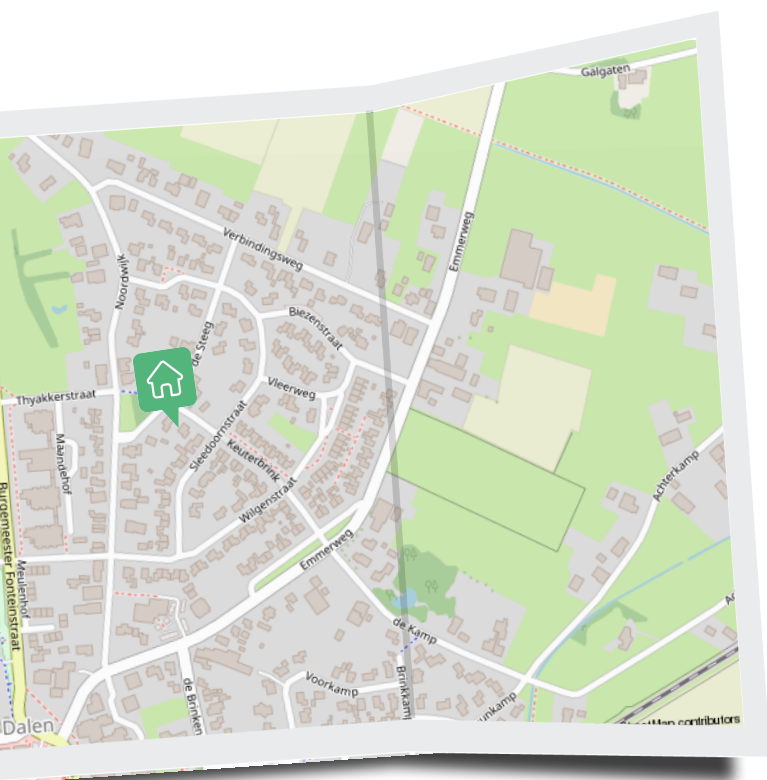 Galgaten
Emmerweg
Verbindingsweg
Noordwijk
de Steeg
Biezenstraat
Vleerweg
Thyakkerstraat
Sleedoornstraat
Keuterbrink
Maandehof
Wilgenstraat
Achterkamp
Burgemeester Fonteinstraat
Meulenhof
Emmerweg
de Kamp
Voorkamp
Brinkkamp
de Brinken
Dalen
contributors